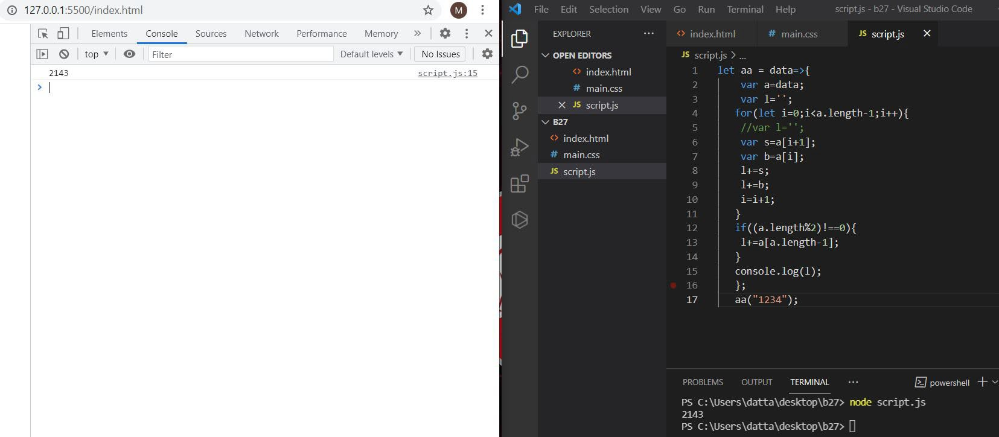 127.0.0.1:5500/index.html
M
Elements Console Sources Network Performance Memory
top Filter Default levels No Issues
2143 script.js:15
File Edit Selection View Go Run Terminal Help script.js - b27 - Visual Studio Code
EXPLORER
OPEN EDITORS
index.html
main.css
JS script.js
B27
index.html
main.css
JS script.js
index.html main.css JS script.js
JS script.js > ...
1 let aa = data=>{
2 var a=data;
3 var l='';
4 for(let i=0;i<a.length-1;i++){
5 //var l='';
6 var s=a[i+1];
7 var b=a[i];
8 l+=s;
9 l+=b;
10 i=i+1;
11 }
12 if((a.length%2)!==0){
13 l+=a[a.length-1];
14 }
15 console.log(l);
16 };
17 aa("1234");
PROBLEMS OUTPUT TERMINAL ... powershell
PS C:\Users\datta\desktop\b27> node script.js
2143
PS C:\Users\datta\desktop\b27>